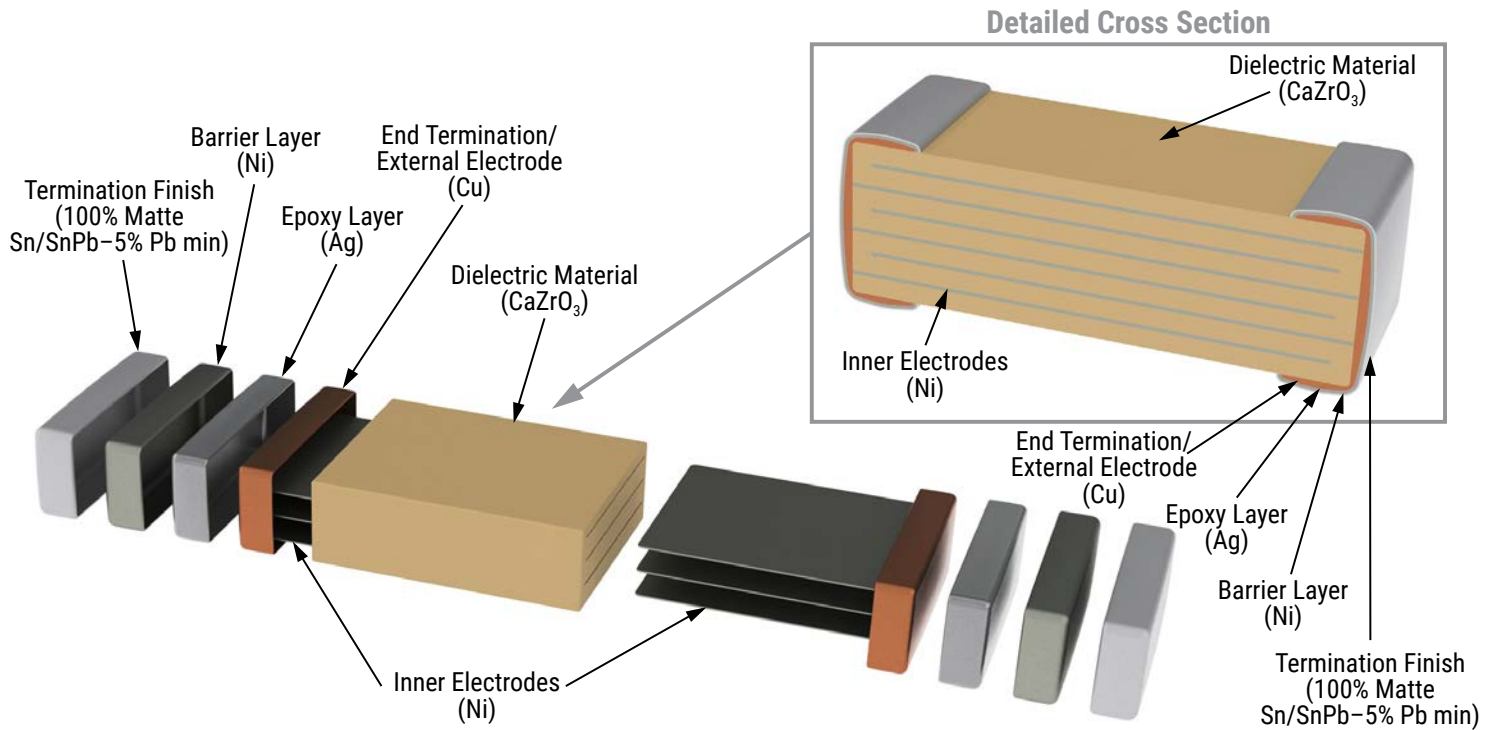 Detailed Cross Section
Dielectric Material
(CaZrO₃)
Inner Electrodes
(Ni)
End Termination/
External Electrode
(Cu)
Epoxy Layer
(Ag)
Barrier Layer
(Ni)
Termination Finish
(100% Matte
Sn/SnPb–5% Pb min)
Termination Finish
(100% Matte
Sn/SnPb–5% Pb min)
Barrier Layer
(Ni)
Epoxy Layer
(Ag)
End Termination/
External Electrode
(Cu)
Dielectric Material
(CaZrO₃)
Inner Electrodes
(Ni)